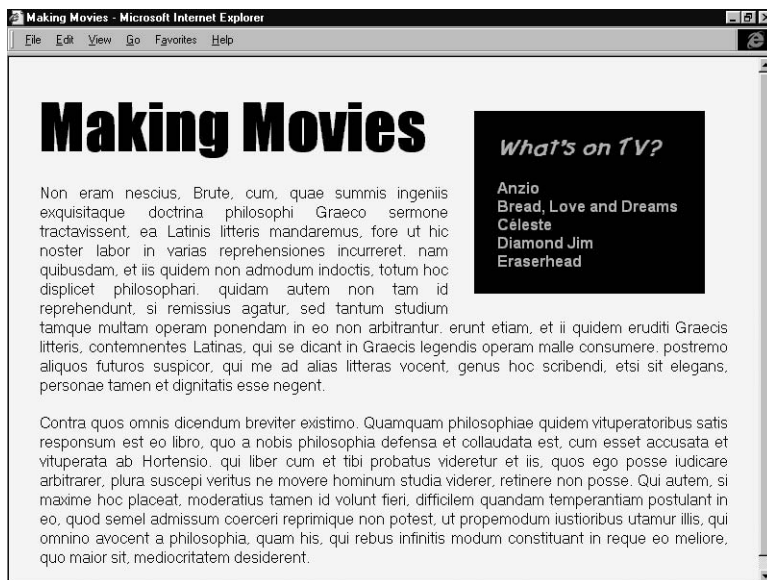 Making Movies - Microsoft Internet Explorer
File Edit View Go Favorites Help
Making Movies
Non eram nescius, Brute, cum, quae summis ingeniis
exquisitaque doctrina philosophi Graeco sermone
tractavissent, ea Latinis litteris mandaremus, fore ut hic
noster labor in varias reprehensiones incurreret. nam
quibusdam, et iis quidem non admodum indoctis, totum hoc
displicet philosophari. quidam autem non tam id
reprehendunt, si remissius agatur, sed tantum studium
tamque multam operam ponendam in eo non arbitrantur. erunt etiam, et ii quidem eruditi Graecis
litteris, contemnentes Latinas, qui se dicant in Graecis legendis operam malle consumere. postremo
aliquos futuros suspicor, qui me ad alias litteras vocent, genus hoc scribendi, etsi sit elegans,
personae tamen et dignitatis esse negent.
Contra quos omnis dicendum breviter existimo. Quamquam philosophiae quidem vituperatoribus satis
responsum est eo libro, quo a nobis philosophia defensa et collaudata est, cum esset accusata et
vituperata ab Hortensio. qui liber cum et tibi probatus videretur et iis, quos ego posse iudicare
arbitrarer, plura suscepi veritus ne movere hominum studia viderer, retinere non posse. Qui autem, si
maxime hoc placeat, moderatius tamen id volunt fieri, difficilem quandam temperantiam postulant in
eo, quod semel admissum coerceri reprimique non potest, ut propemodum iustioribus utamur illis, qui
omnino avocent a philosophia, quam his, qui rebus infinitis modum constituant in reque eo meliore,
quo maior sit, mediocritatem desiderent.
What's on TV?
Anzio
Bread, Love and Dreams
Céleste
Diamond Jim
Eraserhead